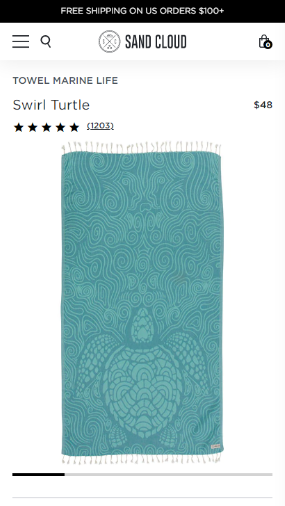 FREE SHIPPING ON US ORDERS $100+
SAND CLOUD
0
TOWEL MARINE LIFE
Swirl Turtle
$48
(1203)